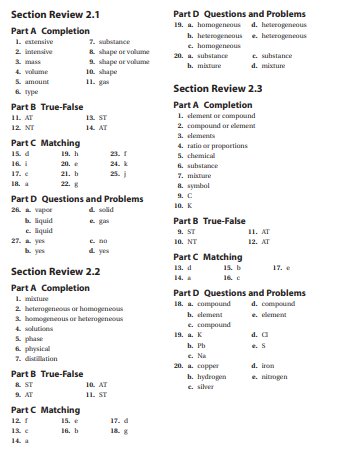 Section Review 2.1
Part A Completion
1. extensive 7. substance
2. intensive 8. shape or volume
3. mass 9. shape or volume
4. volume 10. shape
5. amount 11. gas
6. type
Part B True-False
11. AT 13. ST
12. NT 14. AT
Part C Matching
15. d 19. h 23. f
16. i 20. e 24. k
17. c 21. b 25. j
18. a 22. g
Part D Questions and Problems
26. a. vapor d. solid
b. liquid e. gas
c. liquid
27. a. yes c. no
b. yes d. yes
Section Review 2.2
Part A Completion
1. mixture
2. heterogeneous or homogeneous
3. homogeneous or heterogeneous
4. solutions
5. phase
6. physical
7. distillation
Part B True-False
8. ST 10. AT
9. AT 11. ST
Part C Matching
12. f 15. e 17. d
13. c 16. b 18. g
14. a
Part D Questions and Problems
19. a. homogeneous d. heterogeneous
b. heterogeneous e. heterogeneous
c. homogeneous
20. a. substance c. substance
b. mixture d. mixture
Section Review 2.3
Part A Completion
1. element or compound
2. compound or element
3. elements
4. ratio or proportions
5. chemical
6. substance
7. mixture
8. symbol
9. C
10. K
Part B True-False
9. ST 11. AT
10. NT 12. AT
Part C Matching
13. d 15. b 17. e
14. a 16. c
Part D Questions and Problems
18. a. compound d. compound
b. element e. element
c. compound
19. a. K d. Cl
b. Pb e. S
c. Na
20. a. copper d. iron
b. hydrogen e. nitrogen
c. silver